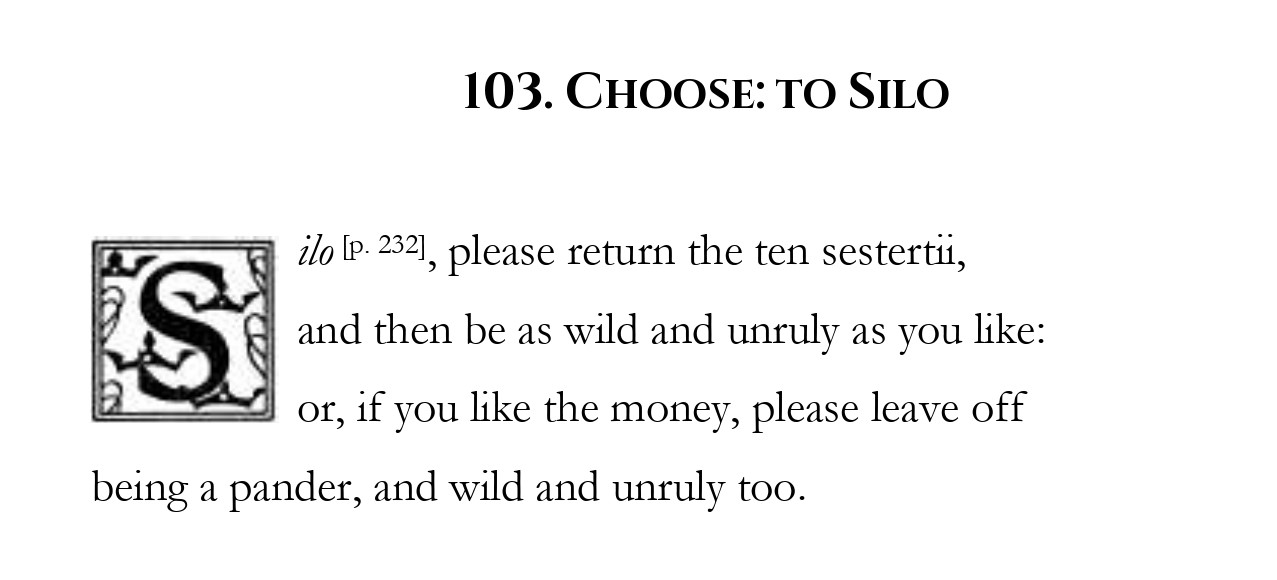 103. Choose: to Silo
Silo [p. 232], please return the ten sestertii,
and then be as wild and unruly as you like:
or, if you like the money, please leave off
being a pander, and wild and unruly too.